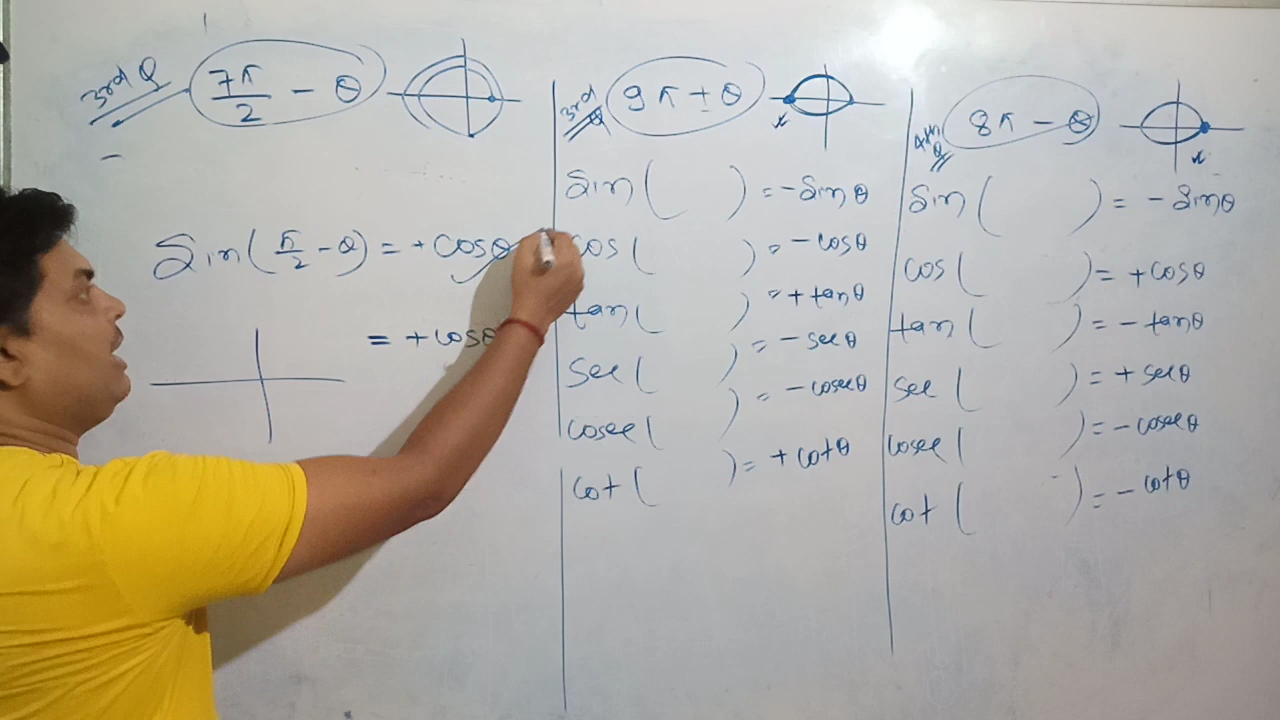 3rd Q
7π/2 - θ
sin(π/2 - θ) = +cosθ
= +cosθ
3rd Q
9π + θ
x
sin( ) = -sinθ
cos( ) = -cosθ
tan( ) = +tanθ
sec( ) = -secθ
cosec( ) = -cosecθ
cot( ) = +cotθ
4th Q
8π - θ
x
sin( ) = -sinθ
cos( ) = +cosθ
tan( ) = -tanθ
sec( ) = +secθ
cosec( ) = -cosecθ
cot( ) = -cotθ